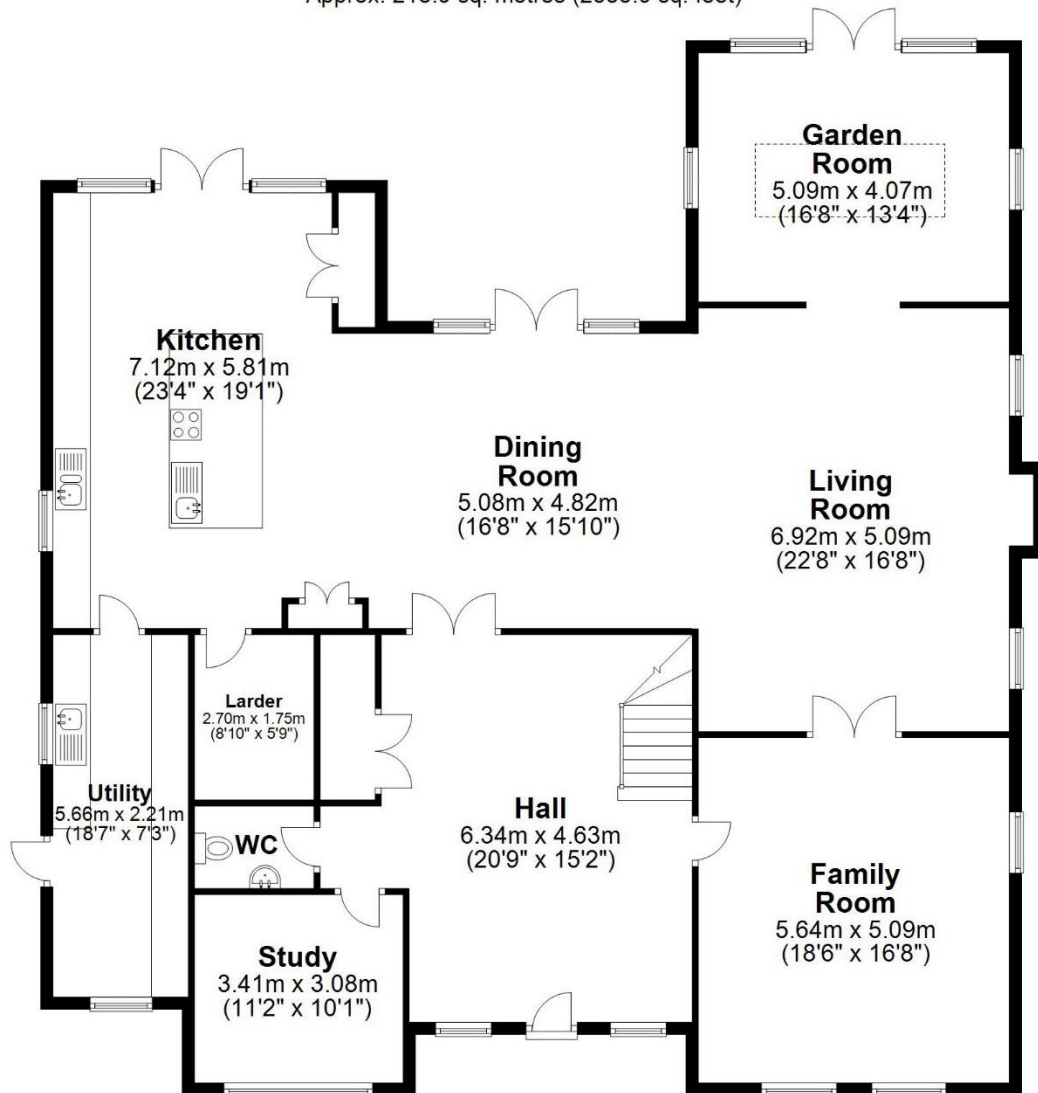 Garden
Room
5.09m x 4.07m
(16'8" x 13'4")
Kitchen
7.12m x 5.81m
(23'4" x 19'1")
Dining
Room
5.08m x 4.82m
(16'8" x 15'10")
Living
Room
6.92m x 5.09m
(22'8" x 16'8")
Larder
2.70m x 1.75m
(8'10" x 5'9")
Utility
5.66m x 2.21m
(18'7" x 7'3")
WC
Hall
6.34m x 4.63m
(20'9" x 15'2")
Family
Room
5.64m x 5.09m
(18'6" x 16'8")
Study
3.41m x 3.08m
(11'2" x 10'1")